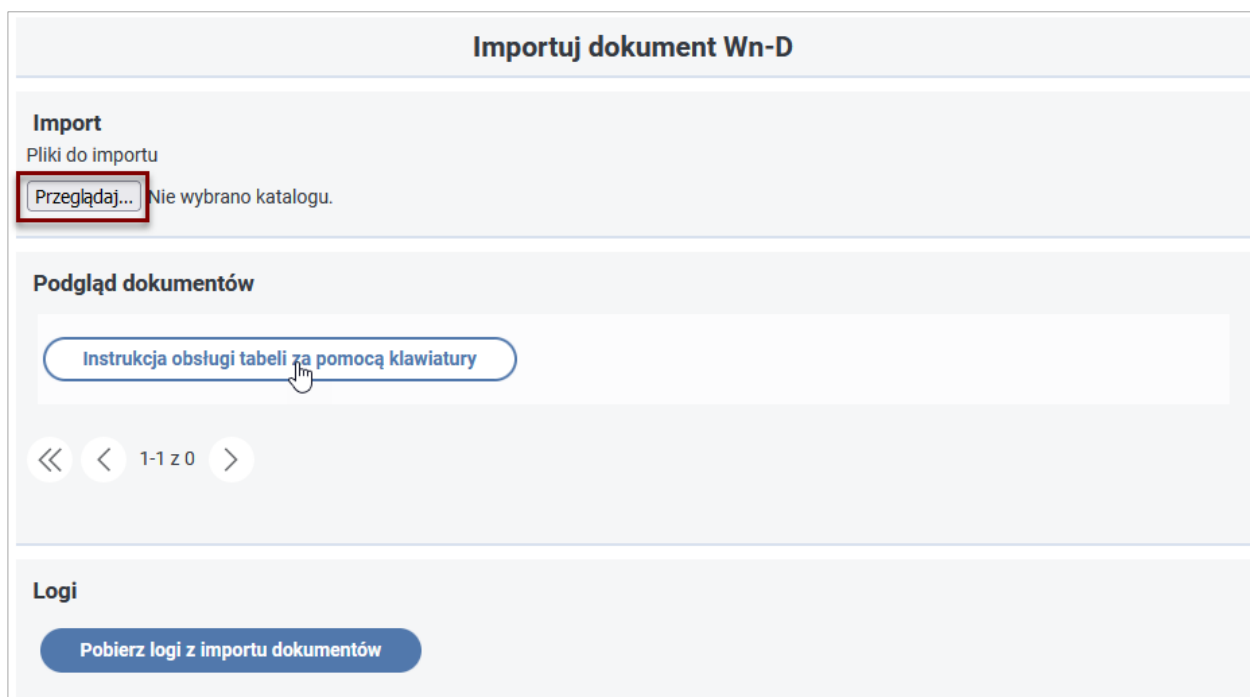 Importuj dokument Wn-D
Import
Pliki do importu
Przeglądaj... Nie wybrano katalogu.
Podgląd dokumentów
Instrukcja obsługi tabeli za pomocą klawiatury
1-1 z 0
Logi
Pobierz logi z importu dokumentów